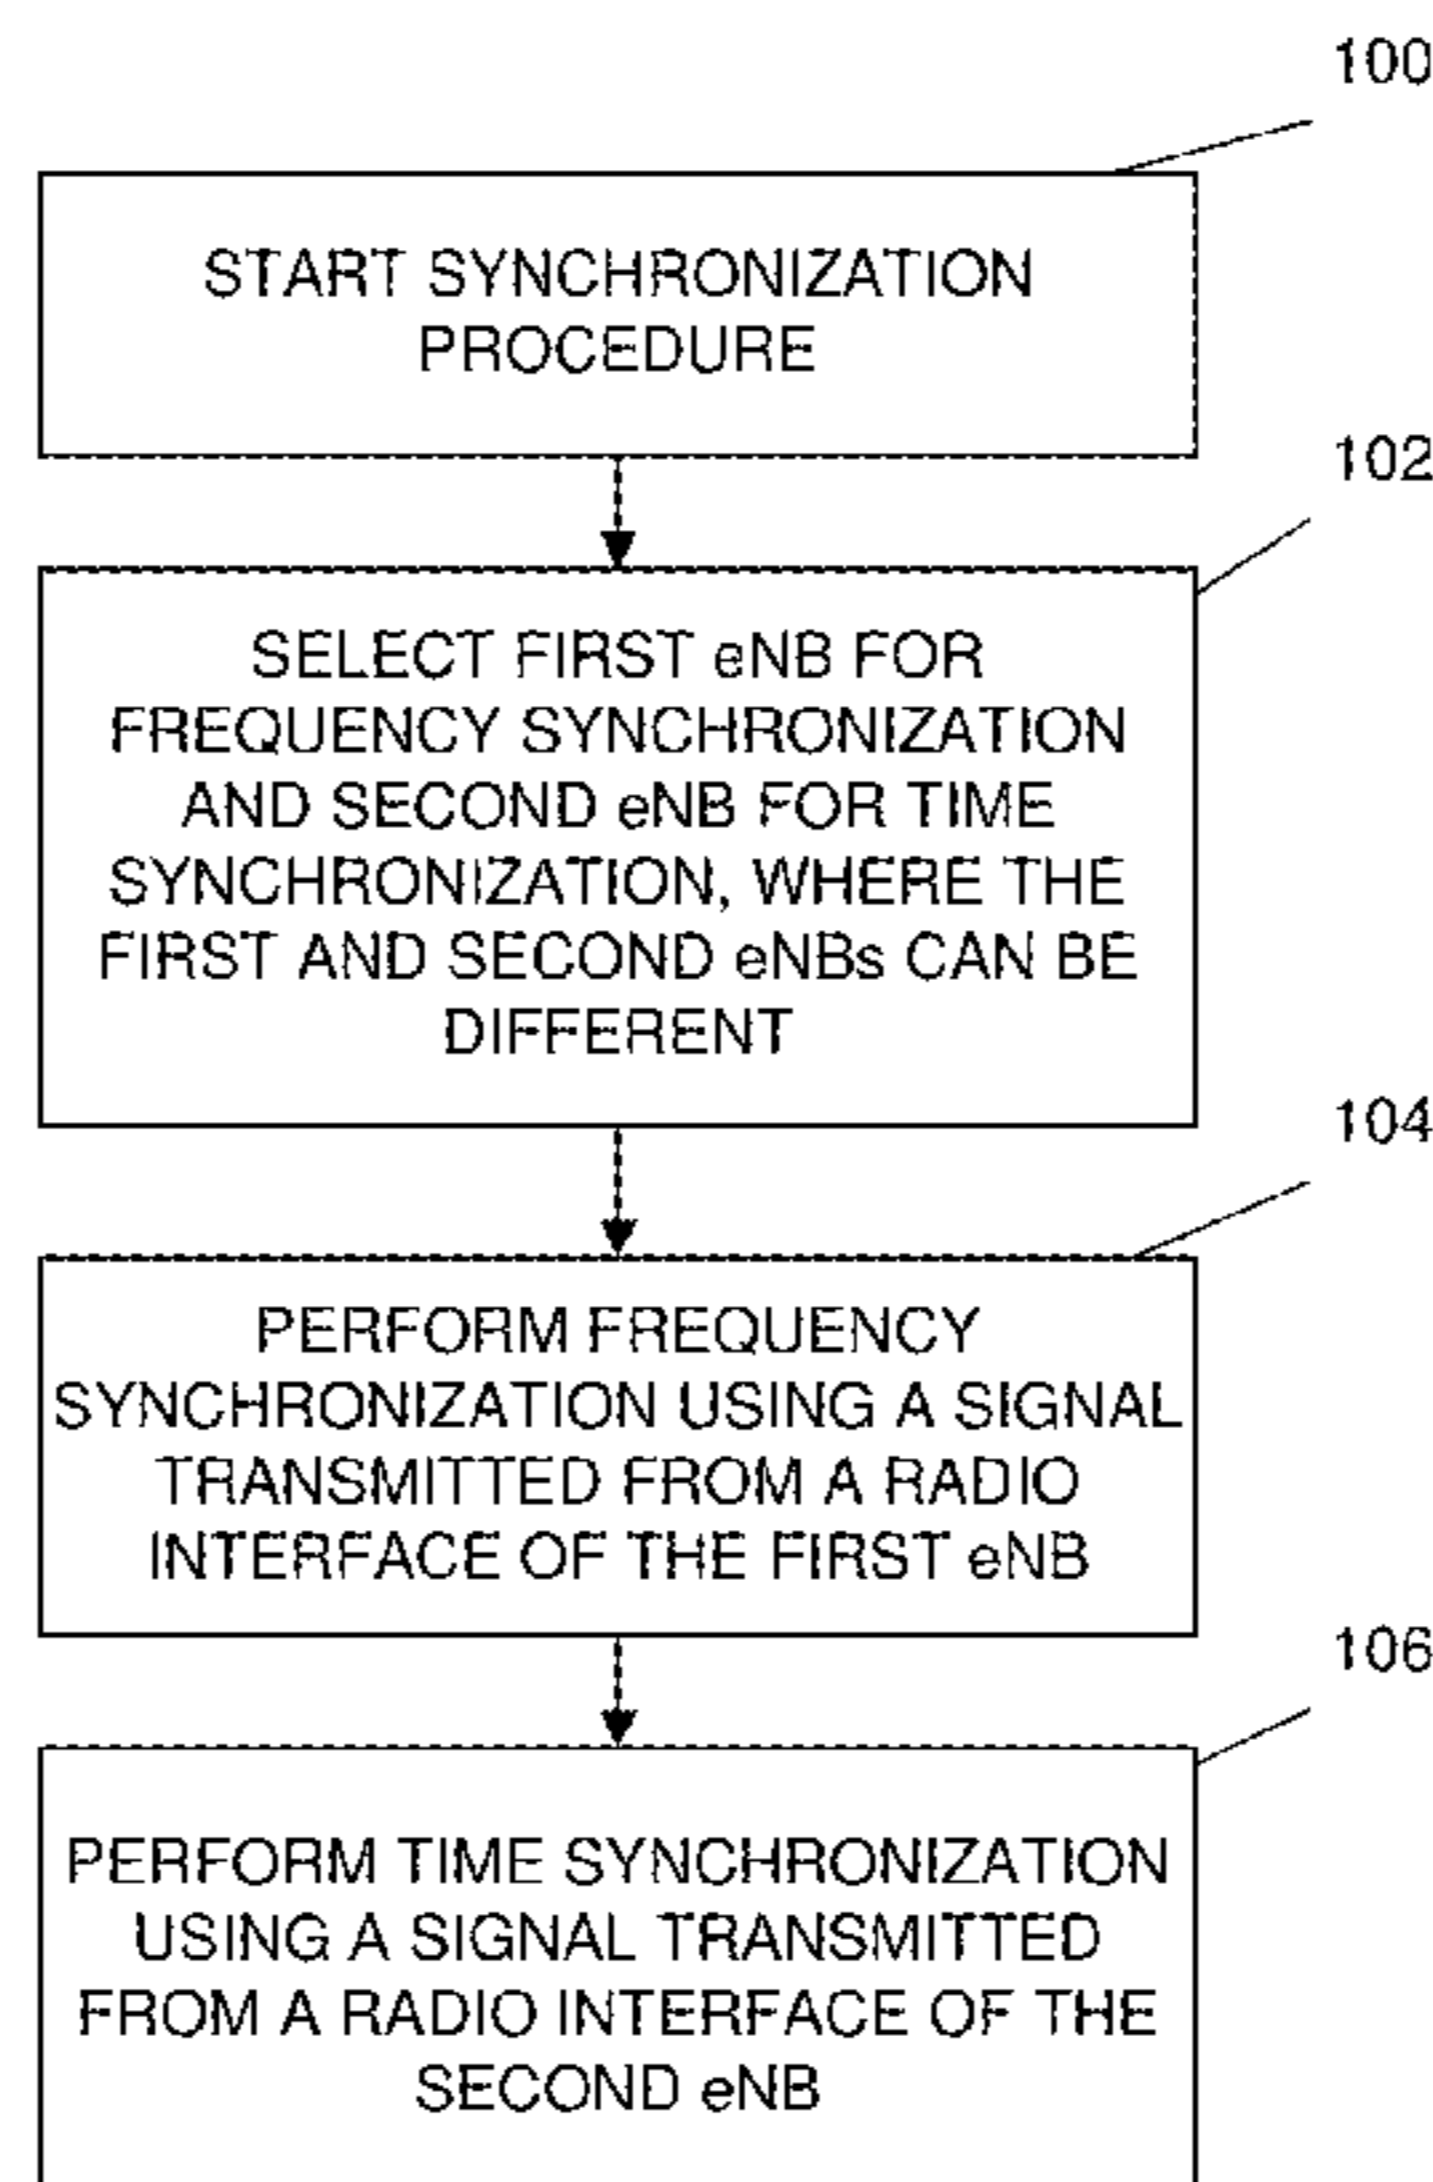 100
START SYNCHRONIZATION
PROCEDURE
102
SELECT FIRST eNB FOR
FREQUENCY SYNCHRONIZATION
AND SECOND eNB FOR TIME
SYNCHRONIZATION, WHERE THE
FIRST AND SECOND eNBs CAN BE
DIFFERENT
104
PERFORM FREQUENCY
SYNCHRONIZATION USING A SIGNAL
TRANSMITTED FROM A RADIO
INTERFACE OF THE FIRST eNB
106
PERFORM TIME SYNCHRONIZATION
USING A SIGNAL TRANSMITTED
FROM A RADIO INTERFACE OF THE
SECOND eNB